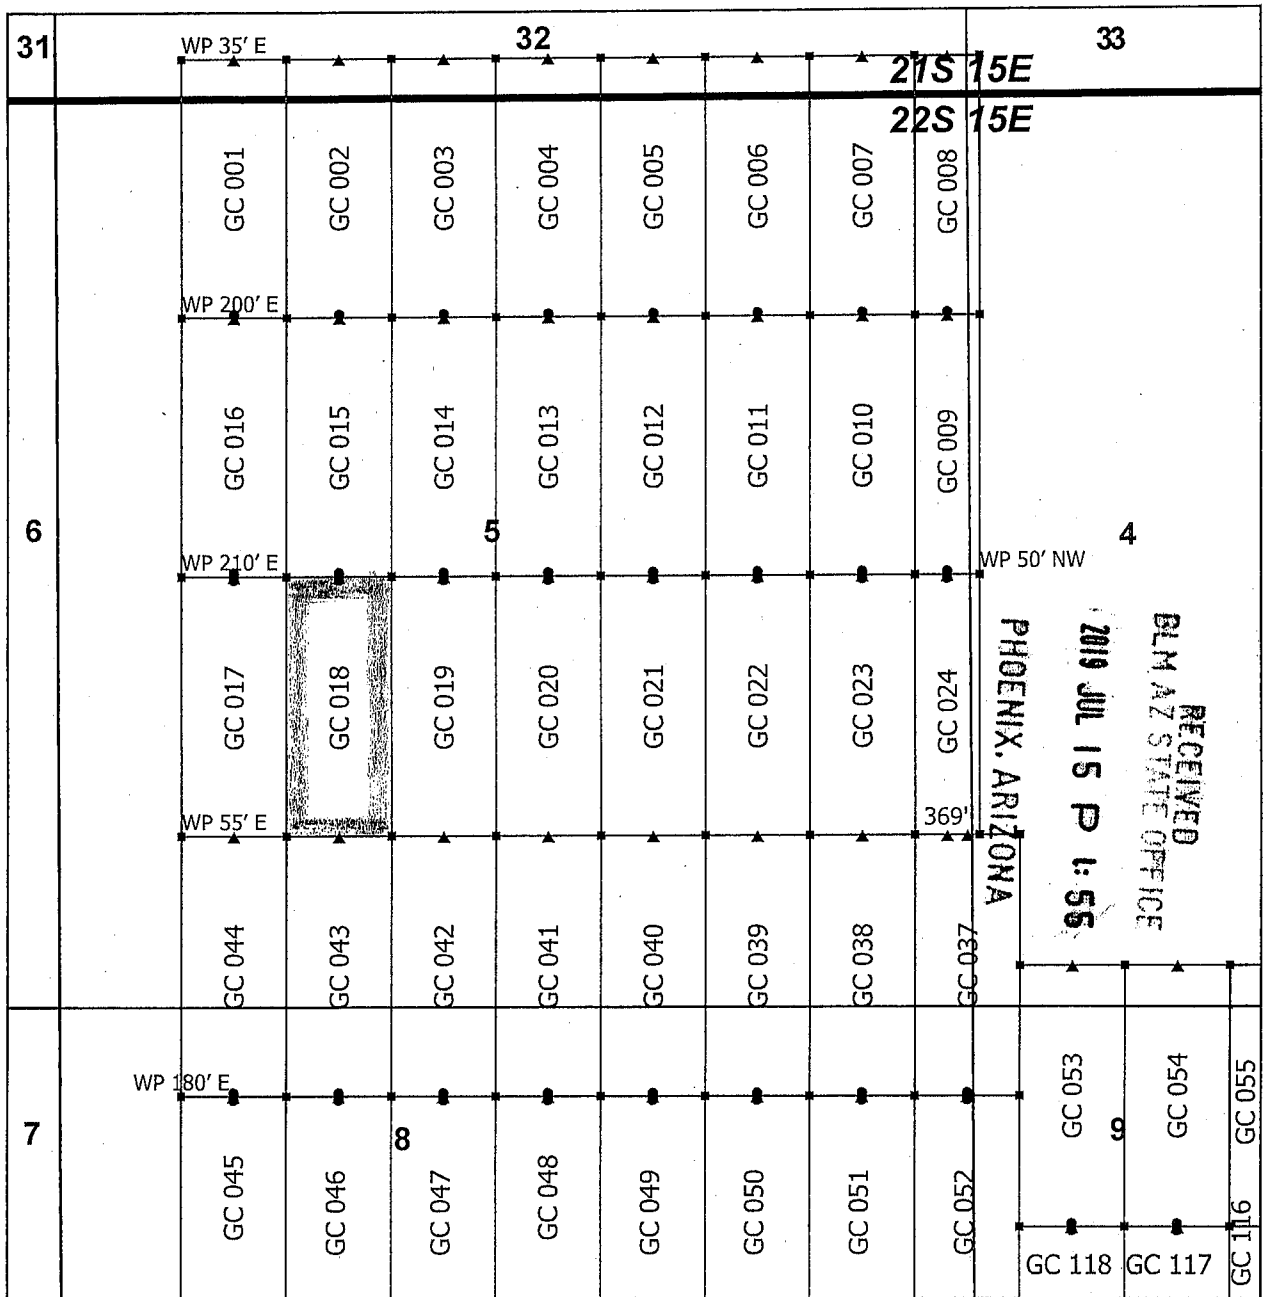 31
WP 35' E
32
33
21S 15E
22S 15E
GC 001
GC 002
GC 003
GC 004
GC 005
GC 006
GC 007
GC 008
WP 200' E
GC 016
GC 015
GC 014
GC 013
GC 012
GC 011
GC 010
GC 009
6
5
4
WP 210' E
WP 50' NW
GC 017
GC 018
GC 019
GC 020
GC 021
GC 022
GC 023
GC 024
RECEIVED
BLM, AZ STATE OFFICE
2019 JUL 15 P 1:56
PHOENIX, ARIZONA
WP 55' E
369'
GC 044
GC 043
GC 042
GC 041
GC 040
GC 039
GC 038
GC 037
WP 180' E
7
8
9
GC 053
GC 054
GC 055
GC 045
GC 046
GC 047
GC 048
GC 049
GC 050
GC 051
GC 052
GC 118
GC 117
GC 116